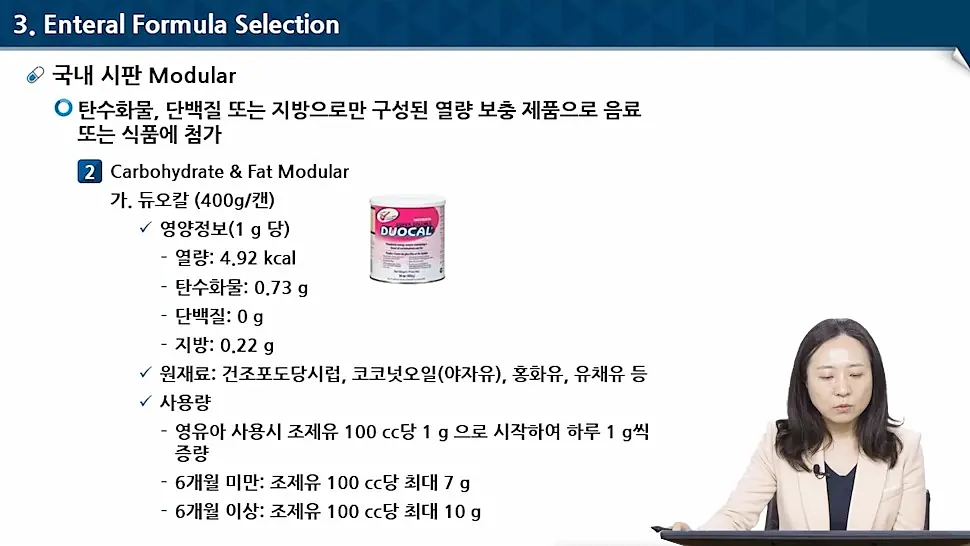 3. Enteral Formula Selection
국내 시판 Modular
탄수화물, 단백질 또는 지방으로만 구성된 열량 보충 제품으로 음료
또는 식품에 첨가
2 Carbohydrate & Fat Modular
가. 듀오칼 (400g/캔)
✓ 영양정보(1 g 당)
- 열량: 4.92 kcal
- 탄수화물: 0.73 g
- 단백질: 0 g
- 지방: 0.22 g
DUOCAL
✓ 원재료: 건조포도당시럽, 코코넛오일(야자유), 홍화유, 유채유 등
✓ 사용량
- 영유아 사용시 조제유 100 cc당 1 g 으로 시작하여 하루 1 g씩
증량
- 6개월 미만: 조제유 100 cc당 최대 7 g
- 6개월 이상: 조제유 100 cc당 최대 10 g